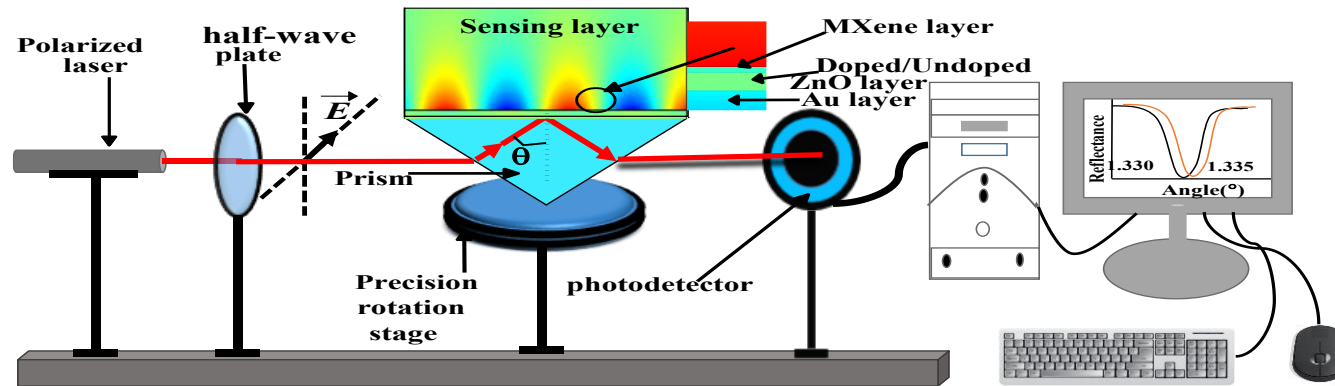 Polarized
laser
half-wave
plate
E
Sensing layer
MXene layer
Doped/Undoped
ZnO layer
Au layer
θ
Prism
Precision
rotation
stage
photodetector
Reflectance
1.330
1.335
Angle(°)